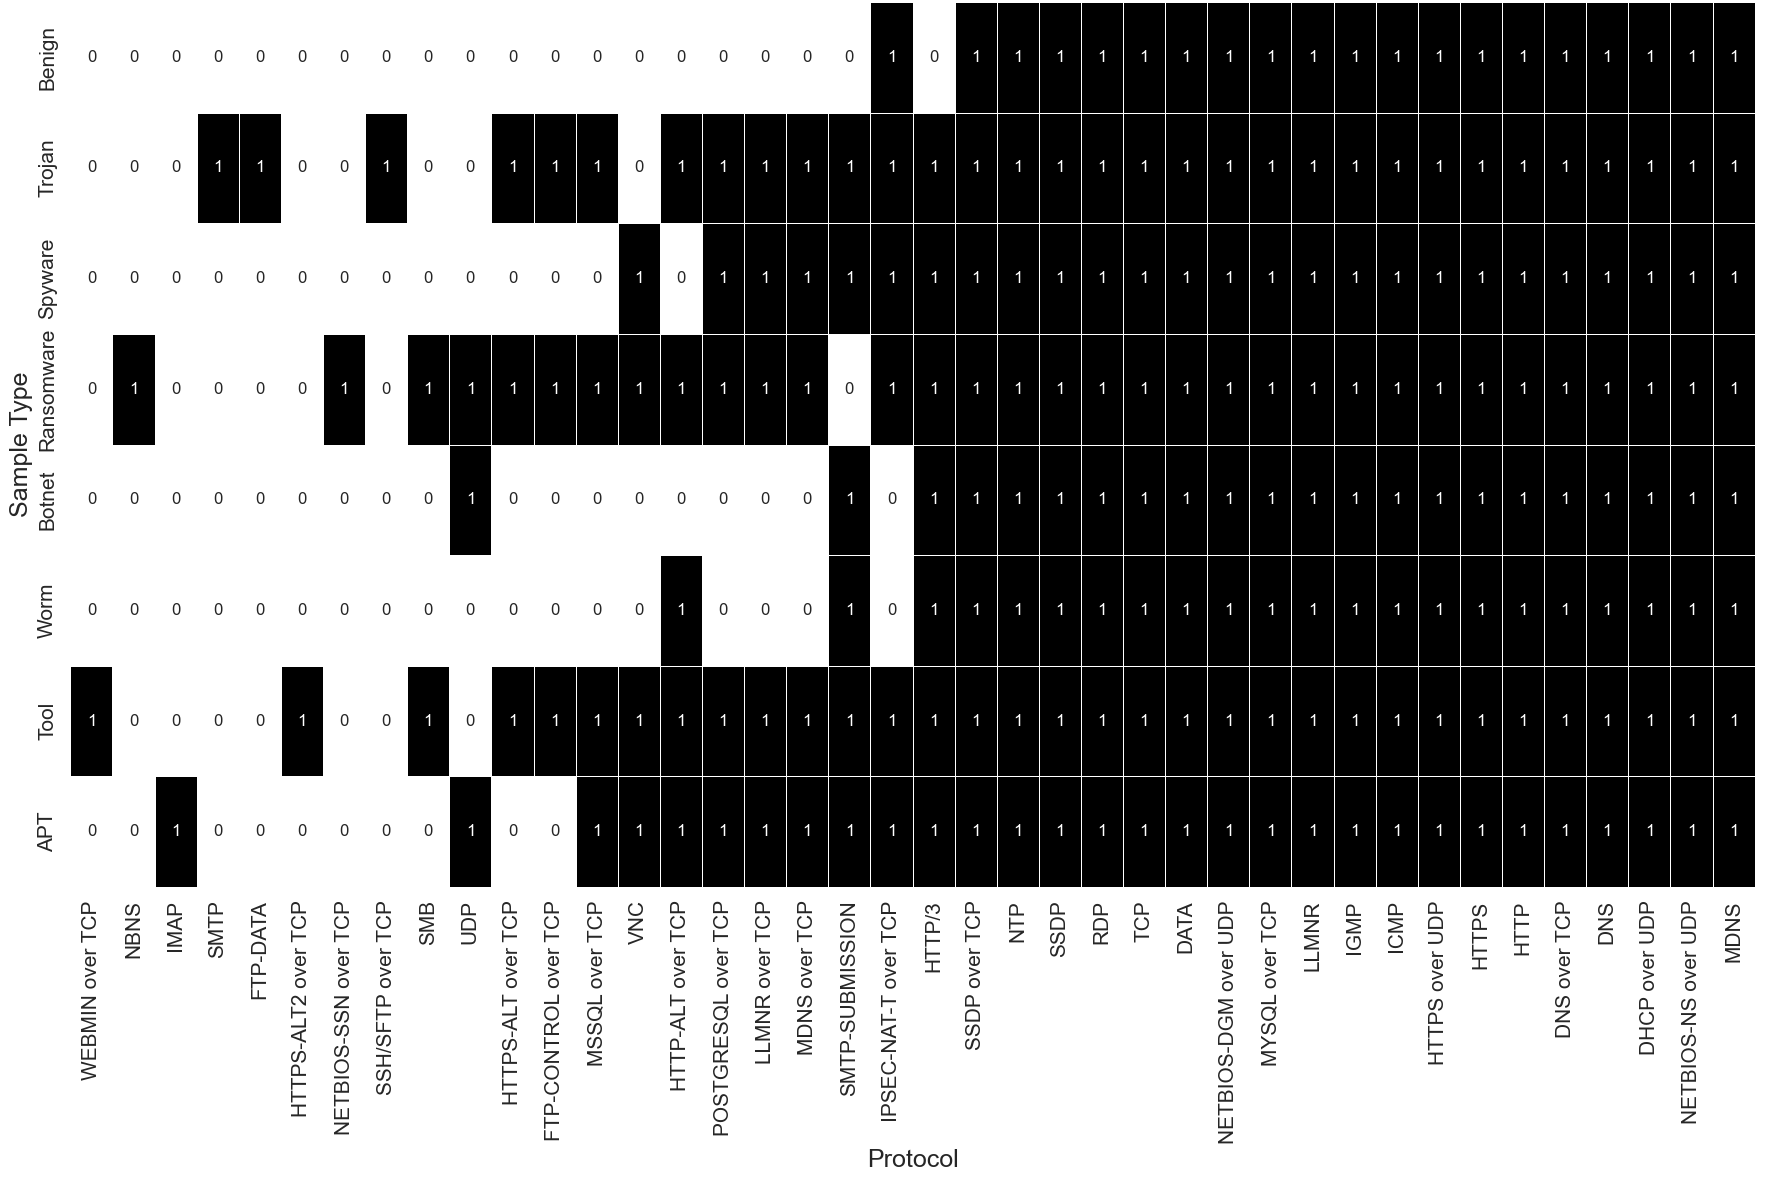 Sample Type
Benign 0 0 0 0 0 0 0 0 0 0 0 0 0 0 0 0 0 0 0 1 0 1 1 1 1 1 1 1 1 1 1 1 1 1 1 1 1 1 1 1
Trojan 0 0 0 1 1 0 0 1 0 0 1 1 1 0 1 1 1 1 1 1 1 1 1 1 1 1 1 1 1 1 1 1 1 1 1 1 1 1 1 1
Spyware 0 0 0 0 0 0 0 0 0 0 0 0 0 1 0 1 1 1 1 1 1 1 1 1 1 1 1 1 1 1 1 1 1 1 1 1 1 1 1 1
Ransomware 0 1 0 0 0 0 1 0 1 1 1 1 1 1 1 1 1 1 0 1 1 1 1 1 1 1 1 1 1 1 1 1 1 1 1 1 1 1 1 1
Botnet 0 0 0 0 0 0 0 0 0 1 0 0 0 0 0 0 0 0 1 0 1 1 1 1 1 1 1 1 1 1 1 1 1 1 1 1 1 1 1 1
Worm 0 0 0 0 0 0 0 0 0 0 0 0 0 0 1 0 0 0 1 0 1 1 1 1 1 1 1 1 1 1 1 1 1 1 1 1 1 1 1 1
Tool 1 0 0 0 0 1 0 0 1 0 1 1 1 1 1 1 1 1 1 1 1 1 1 1 1 1 1 1 1 1 1 1 1 1 1 1 1 1 1 1
APT 0 0 1 0 0 0 0 0 0 1 0 0 1 1 1 1 1 1 1 1 1 1 1 1 1 1 1 1 1 1 1 1 1 1 1 1 1 1 1 1
WEBMIN over TCP
NBNS
IMAP
SMTP
FTP-DATA
HTTPS-ALT2 over TCP
NETBIOS-SSN over TCP
SSH/SFTP over TCP
SMB
UDP
HTTPS-ALT over TCP
FTP-CONTROL over TCP
MSSQL over TCP
VNC
HTTP-ALT over TCP
POSTGRESQL over TCP
LLMNR over TCP
MDNS over TCP
SMTP-SUBMISSION
IPSEC-NAT-T over TCP
HTTP/3
SSDP over TCP
NTP
SSDP
RDP
TCP
DATA
NETBIOS-DGM over UDP
MYSQL over TCP
LLMNR
IGMP
ICMP
HTTPS over UDP
HTTPS
HTTP
DNS over TCP
DNS
DHCP over UDP
NETBIOS-NS over UDP
MDNS
Protocol